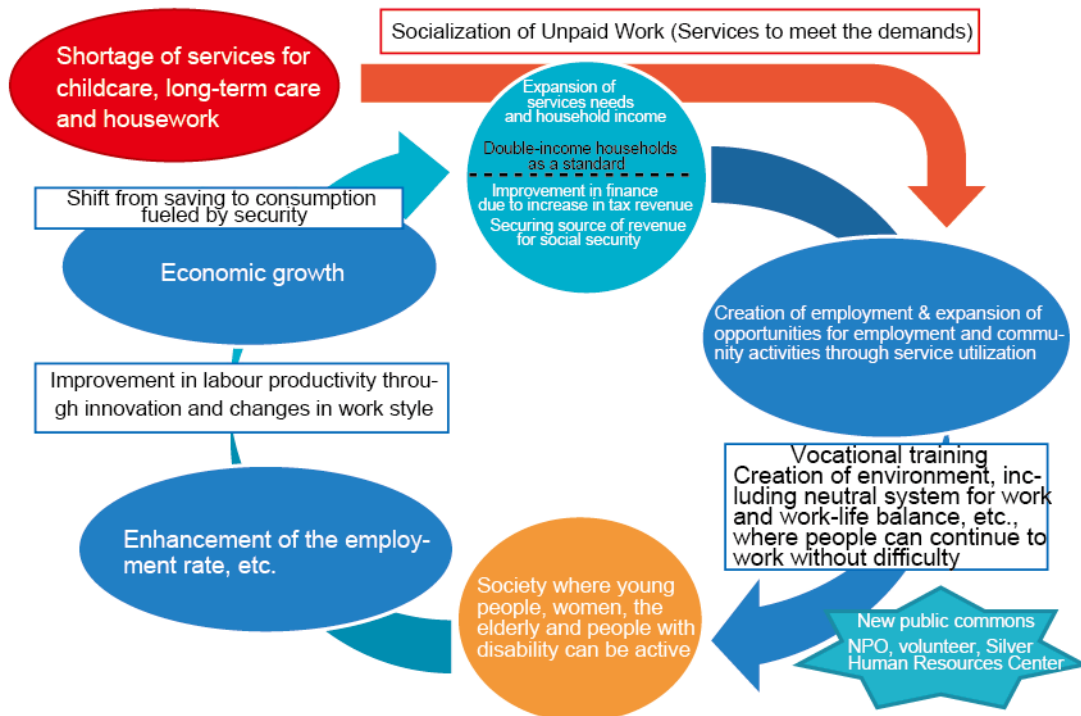 Socialization of Unpaid Work (Services to meet the demands)
Shortage of services for
childcare, long-term care
and housework
Expansion of
services needs
and household income
Double-income households
as a standard
Improvement in finance
due to increase in tax revenue
Securing source of revenue
for social security
Shift from saving to consumption
fueled by security
Economic growth
Creation of employment & expansion of
opportunities for employment and commu-
nity activities through service utilization
Improvement in labour productivity throu-
gh innovation and changes in work style
Vocational training
Creation of environment, inc-
luding neutral system for work
and work-life balance, etc.,
where people can continue to
work without difficulty
Enhancement of the employ-
ment rate, etc.
Society where young
people, women, the
elderly and people with
disability can be active
New public commons
NPO, volunteer, Silver
Human Resources Center